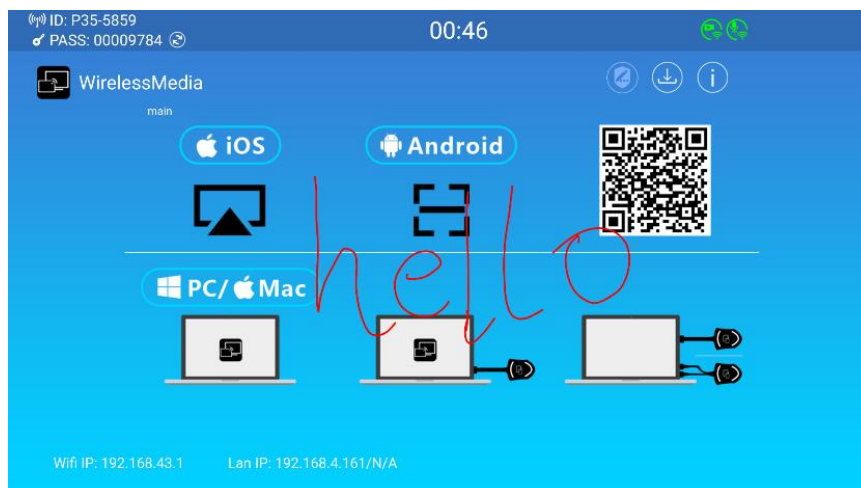 ID: P35-5859
PASS: 00009784
00:46
WirelessMedia
main
iOS
Android
hello
PC/ Mac
Wifi IP: 192.168.43.1 Lan IP: 192.168.4.161/N/A